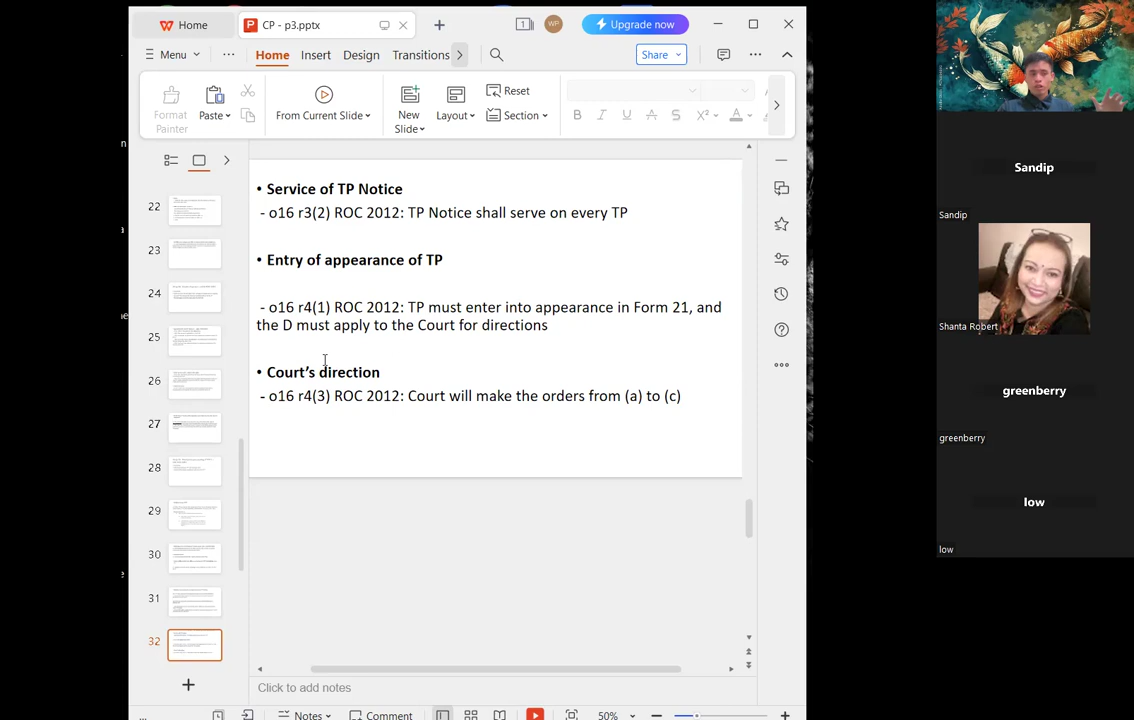 Home
CP - p3.pptx
1
WP
Upgrade now
Menu
Home
Insert
Design
Transitions
Share
Format Painter
Paste
From Current Slide
New Slide
Layout
Reset
Section
B I U A S X² A
22
23
24
25
26
27
28
29
30
31
32
• Service of TP Notice
- o16 r3(2) ROC 2012: TP Notice shall serve on every TP
• Entry of appearance of TP
- o16 r4(1) ROC 2012: TP must enter into appearance in Form 21, and
the D must apply to the Court for directions
• Court's direction
- o16 r4(3) ROC 2012: Court will make the orders from (a) to (c)
Click to add notes
Notes
Comment
50%
Sandip
Sandip
Shanta Robert
greenberry
greenberry
low
low